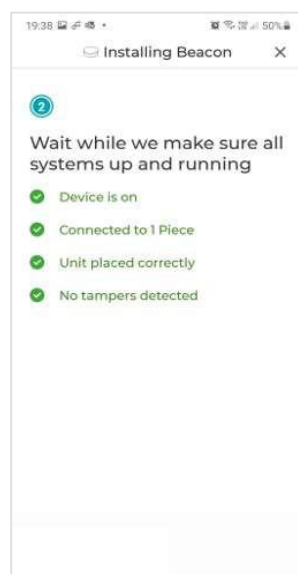 19:38 50%
Installing Beacon
2
Wait while we make sure all
systems up and running
Device is on
Connected to 1 Piece
Unit placed correctly
No tampers detected